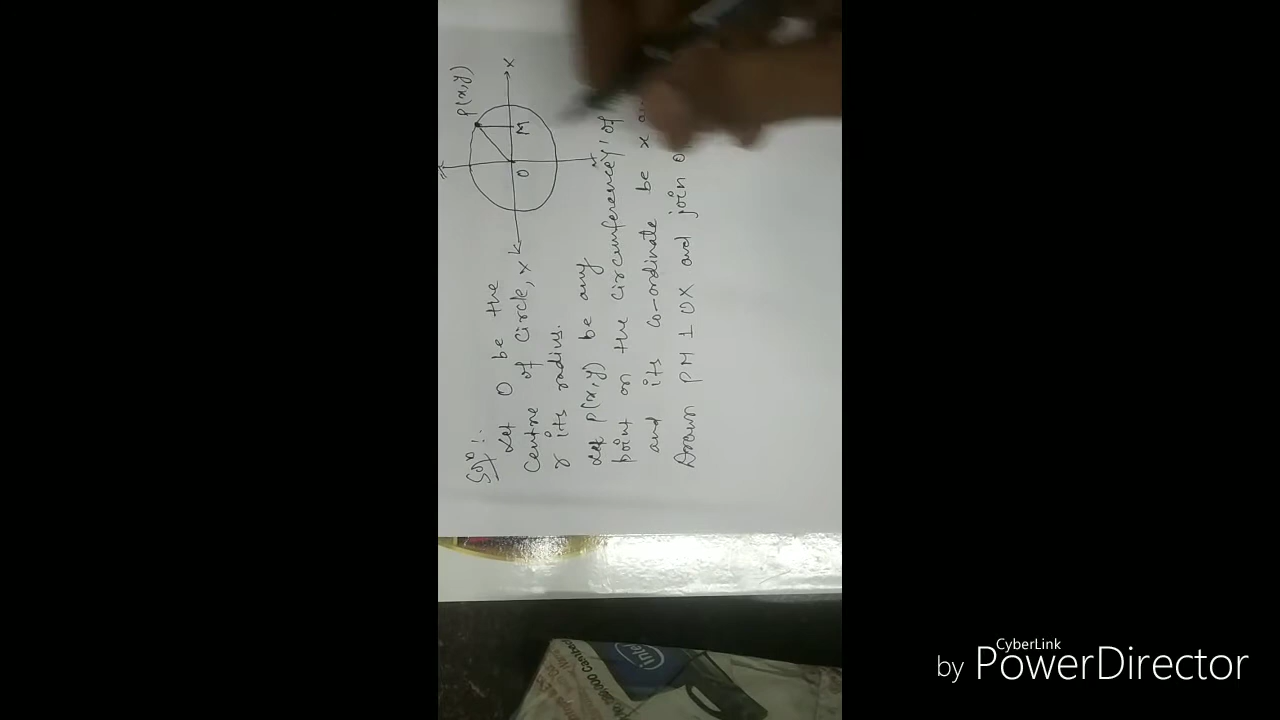 Solⁿ:-
Let O be the
centre of circle,
r its radius.
Let P(x,y) be any
point on the circumference of
and its co-ordinate be x
Drawn PM ⊥ OX and join O
P(x,y)
X
M
O
X
Y'
intel
CyberLink
by PowerDirector